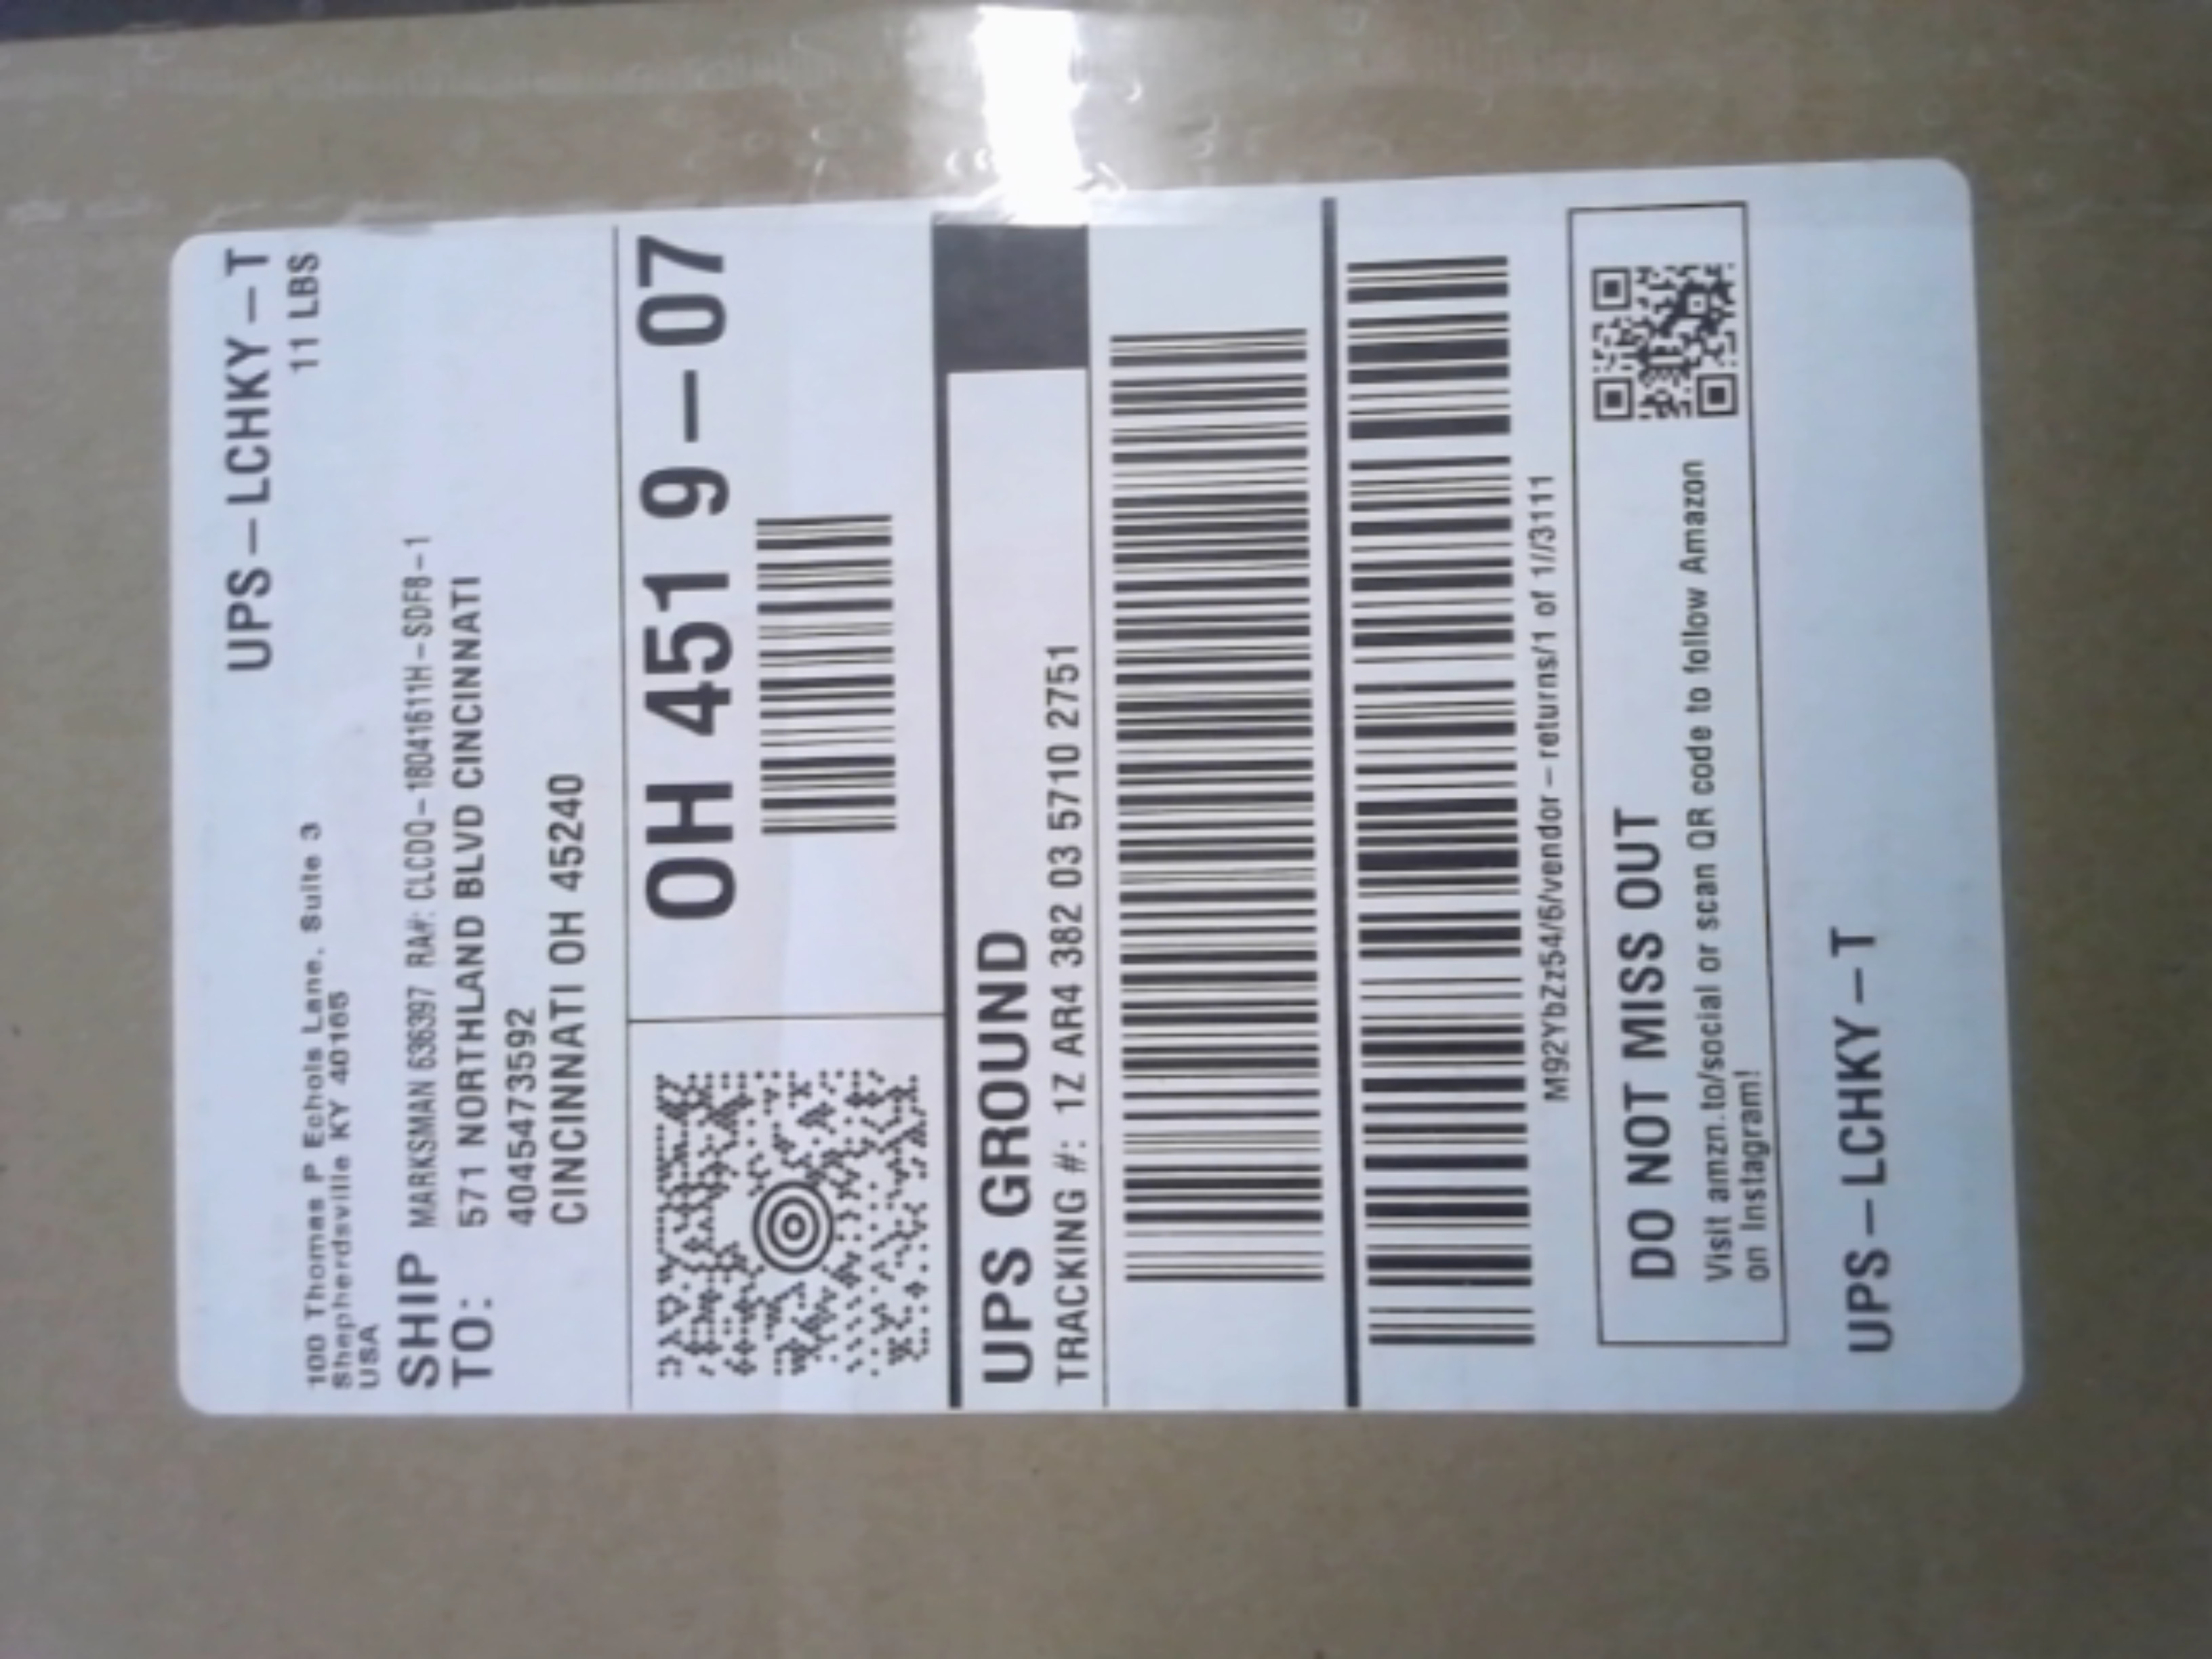 UPS-LCHKY-T
11 LBS
100 Thomas P Echols Lane. Suite 3
Shepherdsville KY 40165
USA
SHIP TO:
MARKSMAN 636397 RA#: CLCDQ-18041611H-SDF8-1
571 NORTHLAND BLVD CINCINNATI
4045473592
CINCINNATI OH 45240
OH 451 9-07
UPS GROUND
TRACKING #: 1Z AR4 382 03 5710 2751
M92YbZz54/6/vendor-returns/1 of 1//3111
DO NOT MISS OUT
Visit amzn.to/social or scan QR code to follow Amazon
on Instagram!
UPS-LCHKY-T